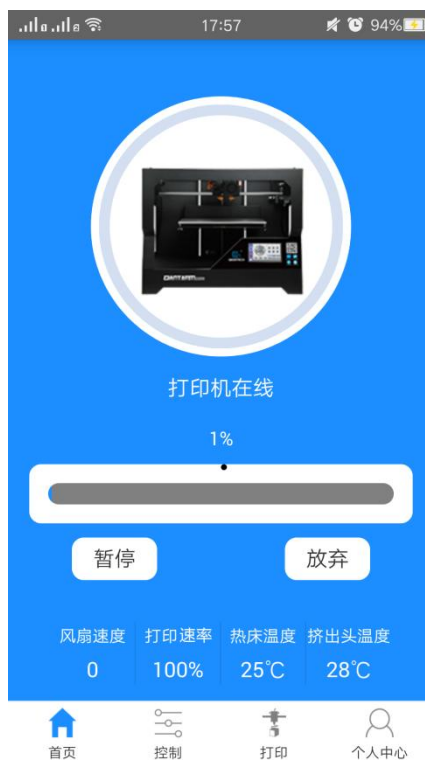 17:57 94%
打印机在线
1%
暂停 放弃
风扇速度 打印速率 热床温度 挤出头温度
0 100% 25℃ 28℃
首页 控制 打印 个人中心